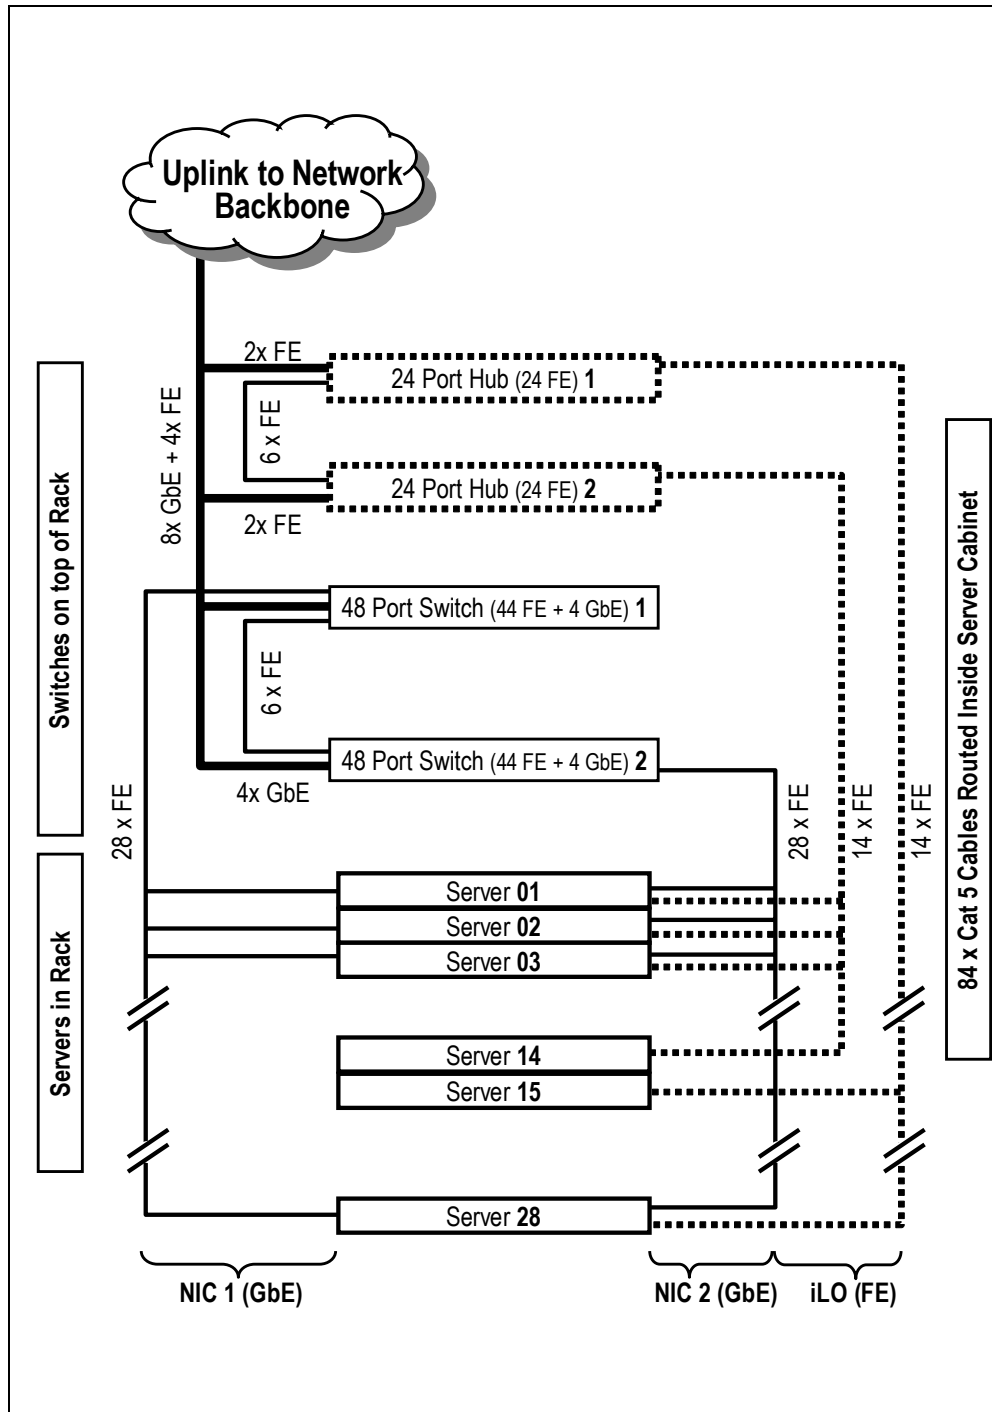 Uplink to Network
Backbone
2x FE
24 Port Hub (24 FE) 1
6 x FE
8x GbE + 4x FE
24 Port Hub (24 FE) 2
2x FE
48 Port Switch (44 FE + 4 GbE) 1
6 x FE
48 Port Switch (44 FE + 4 GbE) 2
4x GbE
Switches on top of Rack
28 x FE
28 x FE
14 x FE
14 x FE
84 x Cat 5 Cables Routed Inside Server Cabinet
Servers in Rack
Server 01
Server 02
Server 03
Server 14
Server 15
Server 28
NIC 1 (GbE)
NIC 2 (GbE)
iLO (FE)